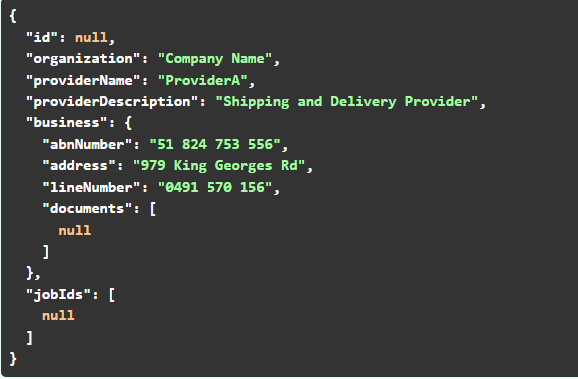 {
  "id": null,
  "organization": "Company Name",
  "providerName": "ProviderA",
  "providerDescription": "Shipping and Delivery Provider",
  "business": {
    "abnNumber": "51 824 753 556",
    "address": "979 King Georges Rd",
    "lineNumber": "0491 570 156",
    "documents": [
      null
    ]
  },
  "jobIds": [
    null
  ]
}